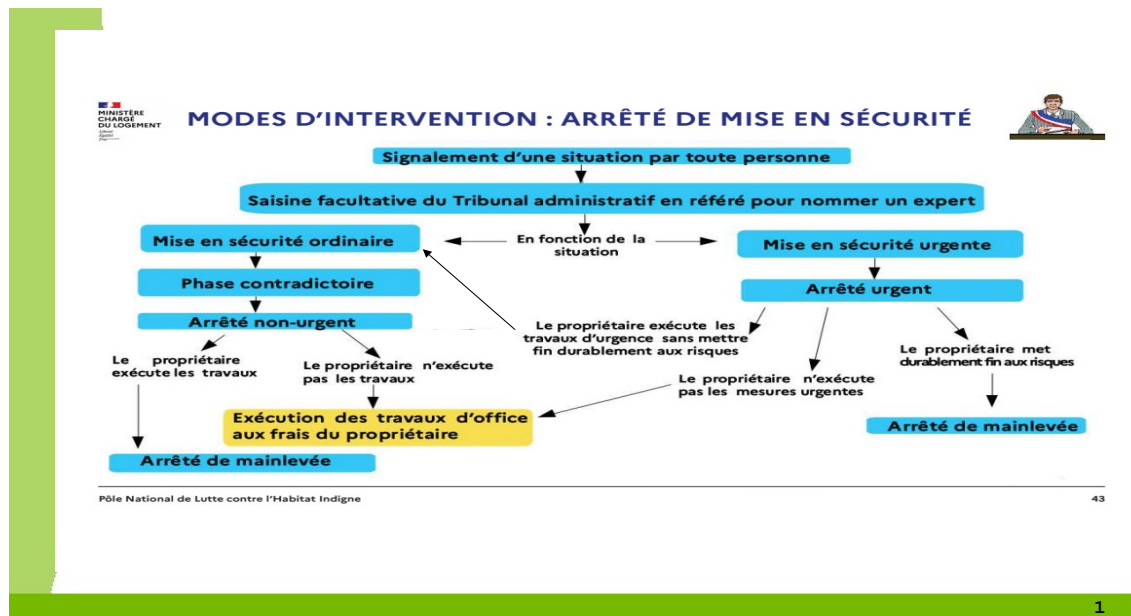 MINISTÈRE
CHARGÉ
DU LOGEMENT
Liberté
Égalité
Fraternité
MODES D'INTERVENTION : ARRÊTÉ DE MISE EN SÉCURITÉ
Signalement d'une situation par toute personne
Saisine facultative du Tribunal administratif en référé pour nommer un expert
Mise en sécurité ordinaire
En fonction de la
situation
Mise en sécurité urgente
Phase contradictoire
Arrêté urgent
Arrêté non-urgent
Le propriétaire exécute les
travaux d'urgence sans mettre
fin durablement aux risques
Le propriétaire
exécute les travaux
Le propriétaire n'exécute
pas les travaux
Le propriétaire n'exécute
pas les mesures urgentes
Le propriétaire met
durablement fin aux risques
Exécution des travaux d'office
aux frais du propriétaire
Arrêté de mainlevée
Arrêté de mainlevée
Pôle National de Lutte contre l'Habitat Indigne
43
1